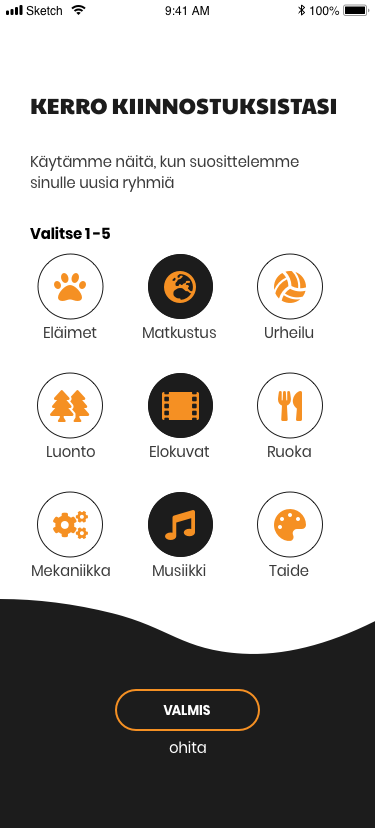 Sketch 9:41 AM 100%
KERRO KIINNOSTUKSISTASI
Käytämme näitä, kun suosittelemme
sinulle uusia ryhmiä
Valitse 1-5
Eläimet Matkustus Urheilu
Luonto Elokuvat Ruoka
Mekaniikka Musiikki Taide
VALMIS
ohita